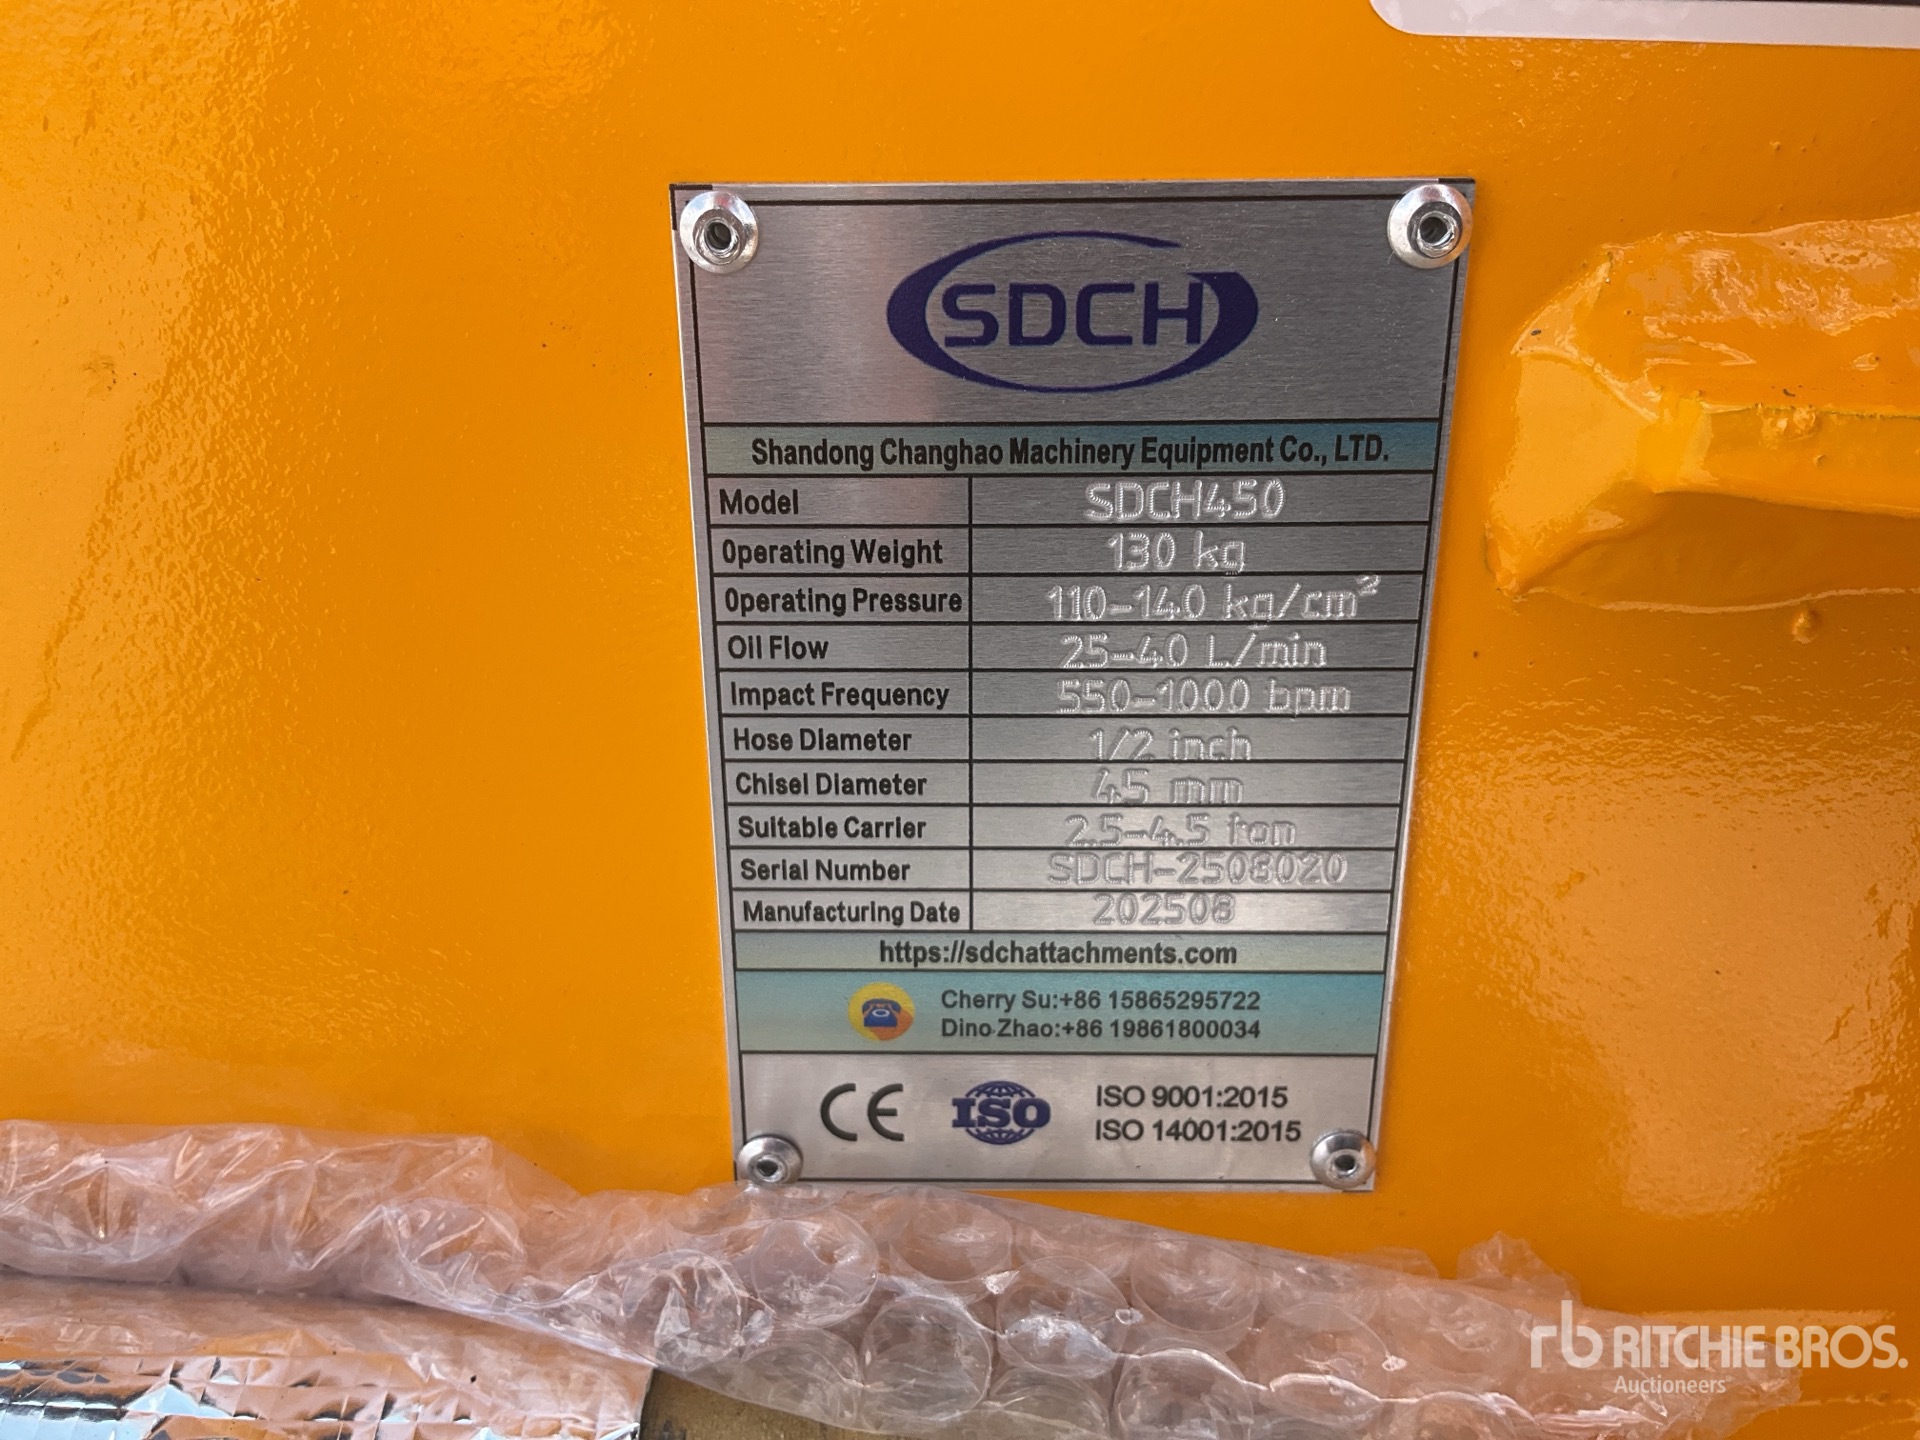 SDCH
Shandong Changhao Machinery Equipment Co., LTD.
Model SDCH450
Operating Weight 130 kg
Operating Pressure 110-140 kg/cm²
Oil Flow 25-40 L/min
Impact Frequency 550-1000 bpm
Hose Diameter 1/2 inch
Chisel Diameter 45 mm
Suitable Carrier 2.5-4.5 ton
Serial Number SDCH-2508020
Manufacturing Date 202508
https://sdchattachments.com
Cherry Su:+86 15865295722
Dino Zhao:+86 19861800034
CE ISO ISO 9001:2015
ISO 14001:2015
rb RITCHIE BROS.
Auctioneers